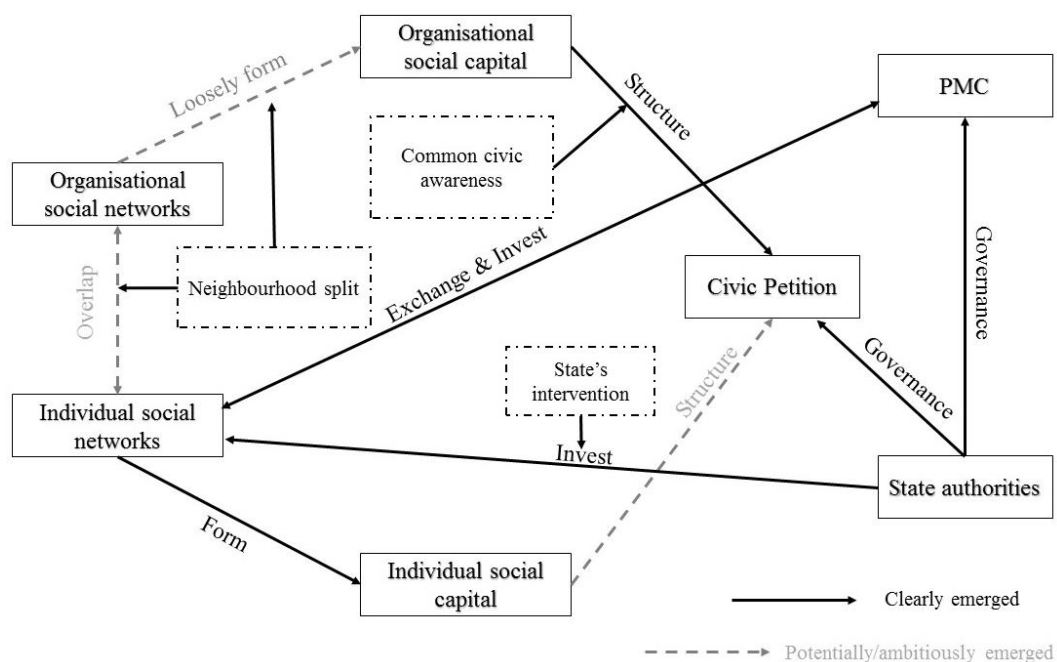 Organisational
social capital
Loosely form
Structure
PMC
Common civic
awareness
Organisational
social networks
Neighbourhood split
Overlap
Exchange & Invest
Civic Petition
Governance
Governance
State's
intervention
Structure
Individual social
networks
Invest
State authorities
Form
Individual social
capital
Clearly emerged
Potentially/ambitiously emerged